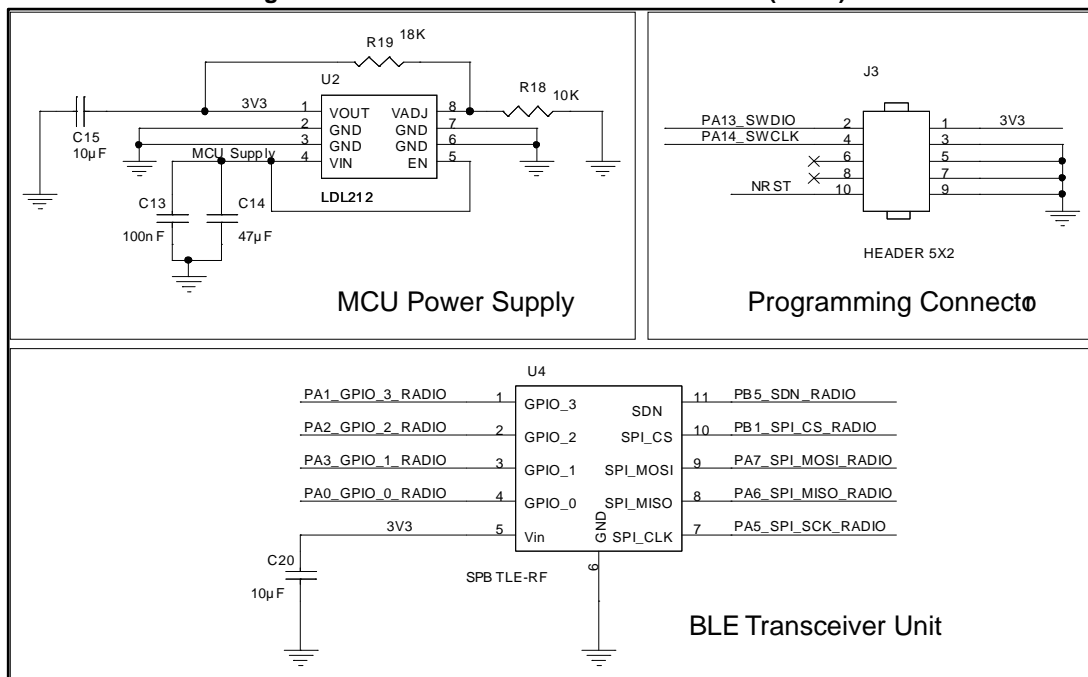 R19 18K
U2
R18 10K
3V3
1 VOUT VADJ 8
2 GND GND 7
3 GND GND 6
4 VIN EN 5
C15
10µF
MCU Supply
LDL212
C13
100nF
C14
47µF
MCU Power Supply
J3
PA13_SWDIO 2 1 3V3
PA14_SWCLK 4 3
6 5
8 7
NRST 10 9
HEADER 5X2
Programming Connector
U4
PA1_GPIO_3_RADIO 1 GPIO_3 SDN 11 PB5_SDN_RADIO
PA2_GPIO_2_RADIO 2 GPIO_2 SPI_CS 10 PB1_SPI_CS_RADIO
PA3_GPIO_1_RADIO 3 GPIO_1 SPI_MOSI 9 PA7_SPI_MOSI_RADIO
PA0_GPIO_0_RADIO 4 GPIO_0 SPI_MISO 8 PA6_SPI_MISO_RADIO
3V3 5 Vin GND SPI_CLK 7 PA5_SPI_SCK_RADIO
6
C20
10µF
SPBTLE-RF
BLE Transceiver Unit